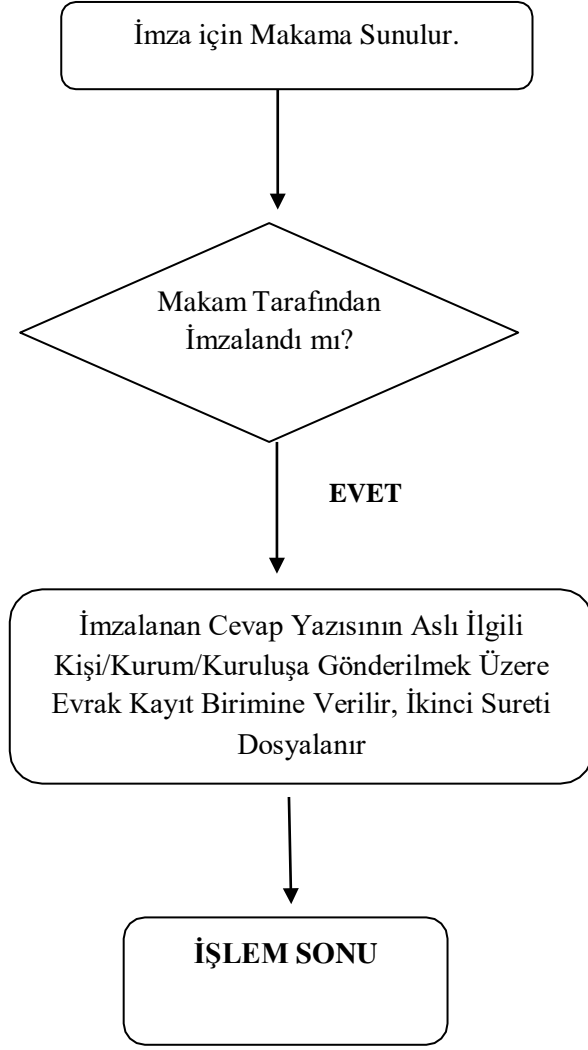 İmza için Makama Sunulur.
Makam Tarafından
İmzalandı mı?
EVET
İmzalanan Cevap Yazısının Aslı İlgili
Kişi/Kurum/Kuruluşa Gönderilmek Üzere
Evrak Kayıt Birimine Verilir, İkinci Sureti
Dosyalanır
İŞLEM SONU